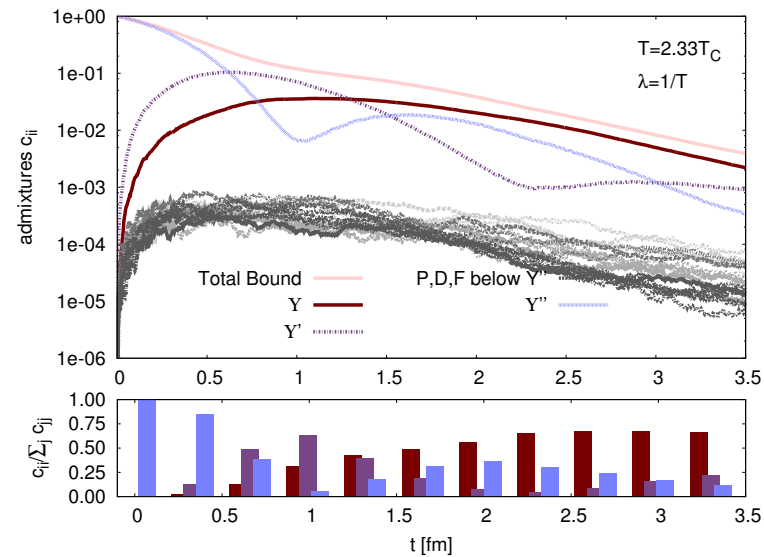 1e+00
1e-01
1e-02
1e-03
1e-04
1e-05
1e-06
admixtures c_ii
T=2.33T_C
λ=1/T
Total Bound
Υ
Υ'
P,D,F below Υ''
Υ''
0 0.5 1 1.5 2 2.5 3 3.5
1.00
0.75
0.50
0.25
0.00
c_ii/Σ_j c_jj
0 0.5 1 1.5 2 2.5 3 3.5
t [fm]